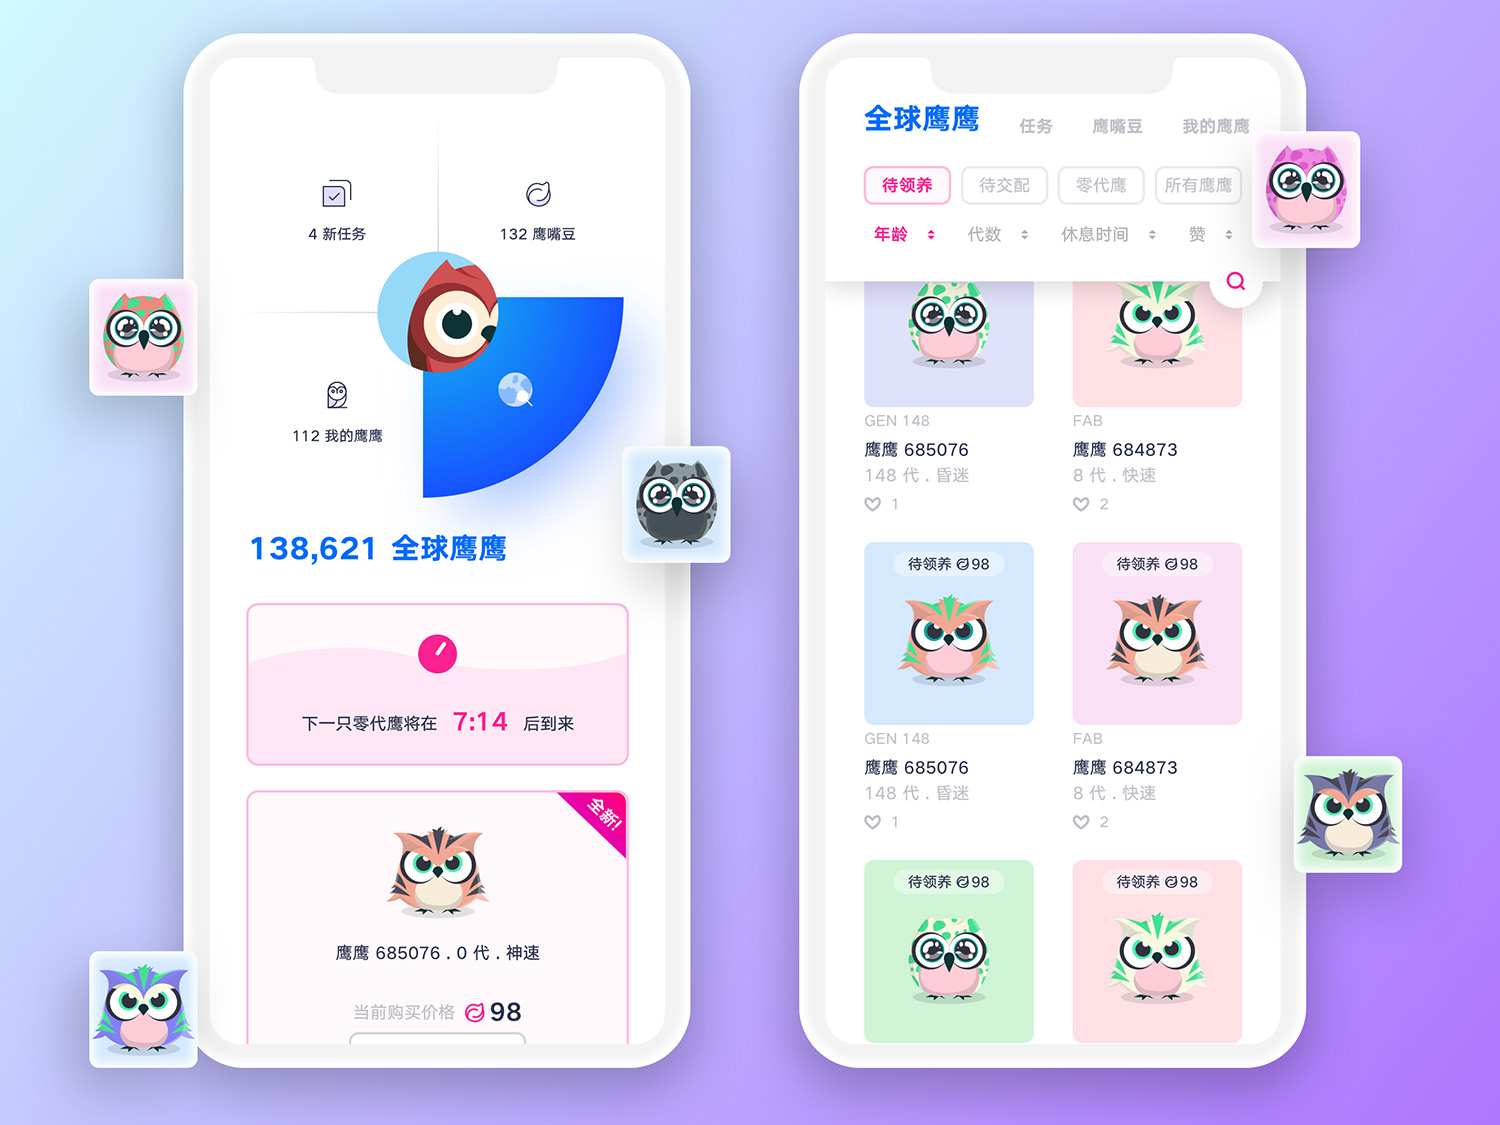 4 新任务
132 鹰嘴豆
112 我的鹰鹰
138,621 全球鹰鹰
下一只零代鹰将在 7:14 后到来
全新!
鹰鹰 685076 . 0 代 . 神速
当前购买价格 98
全球鹰鹰 任务 鹰嘴豆 我的鹰鹰
待领养 待交配 零代鹰 所有鹰鹰
年龄 代数 休息时间 赞
GEN 148
鹰鹰 685076
148 代 . 昏迷
1
FAB
鹰鹰 684873
8 代 . 快速
2
待领养 98
GEN 148
鹰鹰 685076
148 代 . 昏迷
1
待领养 98
FAB
鹰鹰 684873
8 代 . 快速
2
待领养 98
待领养 98